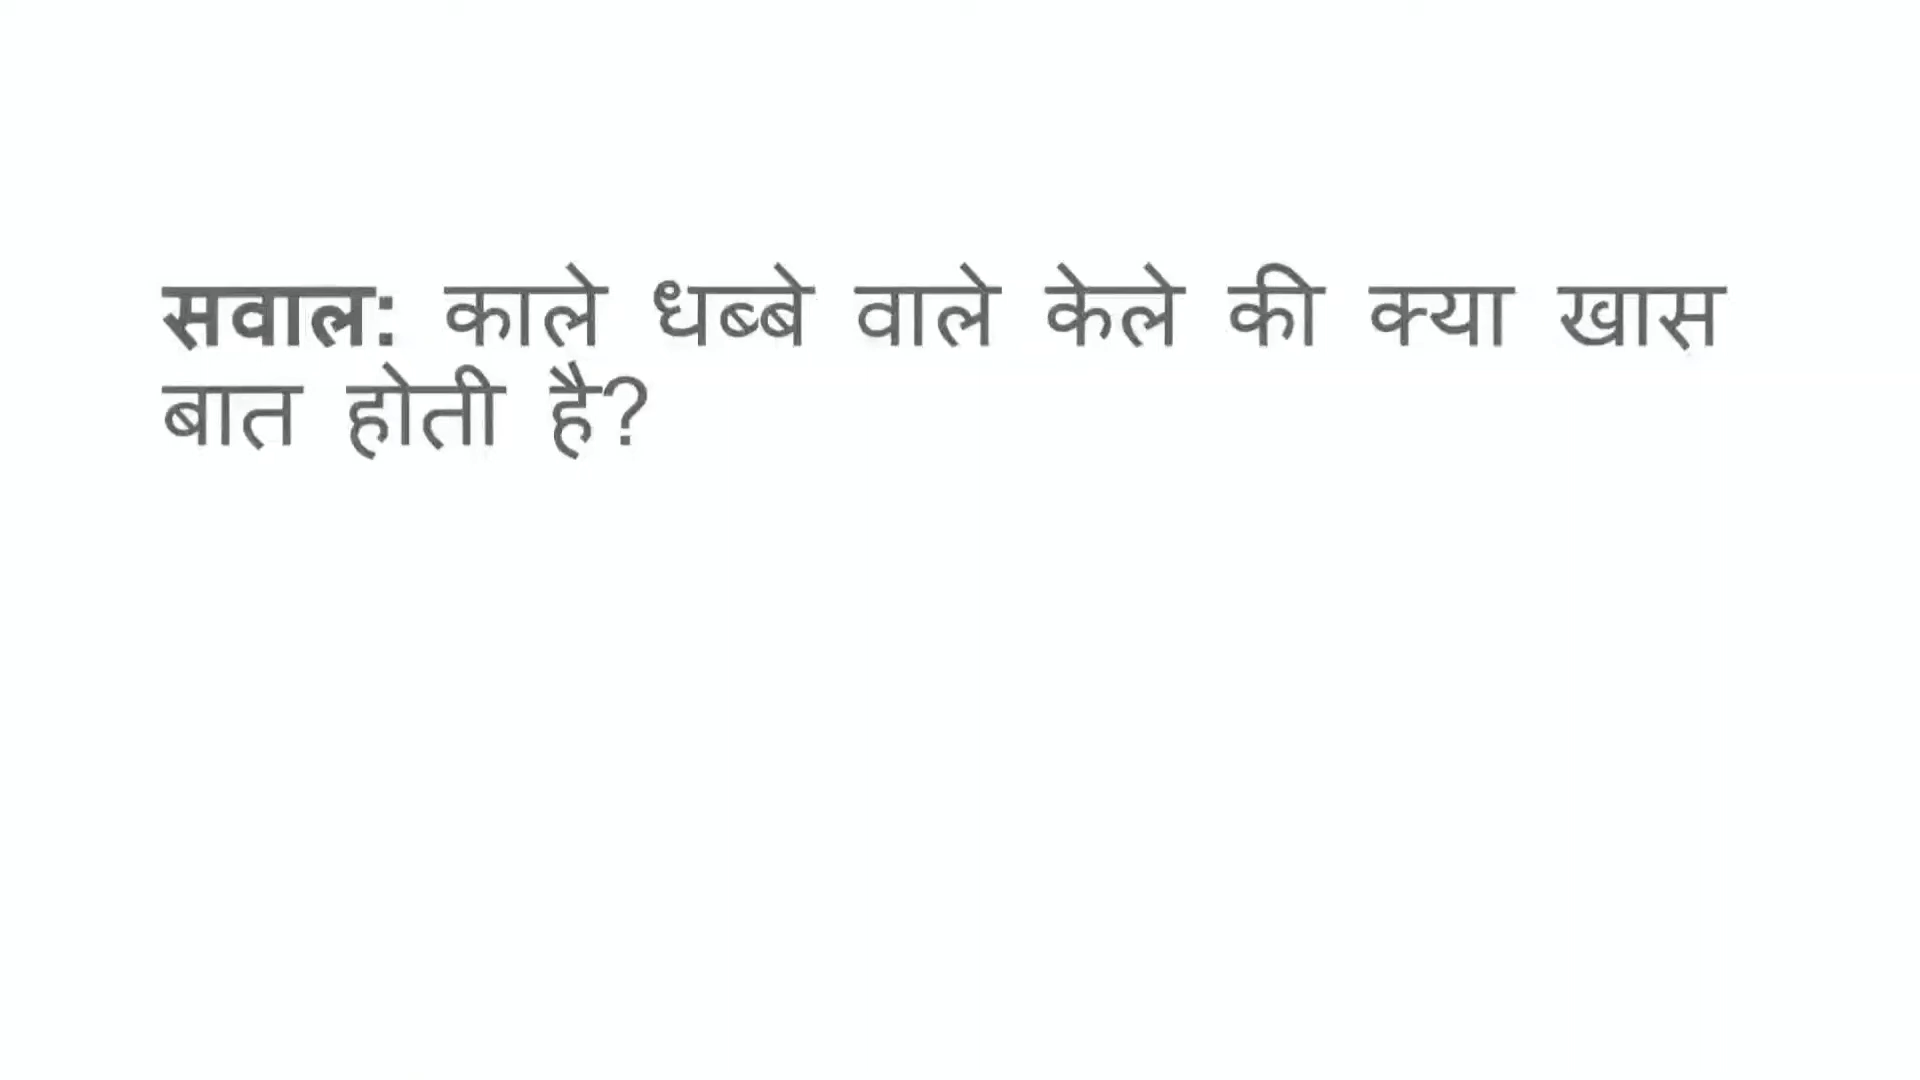 सवाल: काले धब्बे वाले केले की क्या खास
बात होती है?